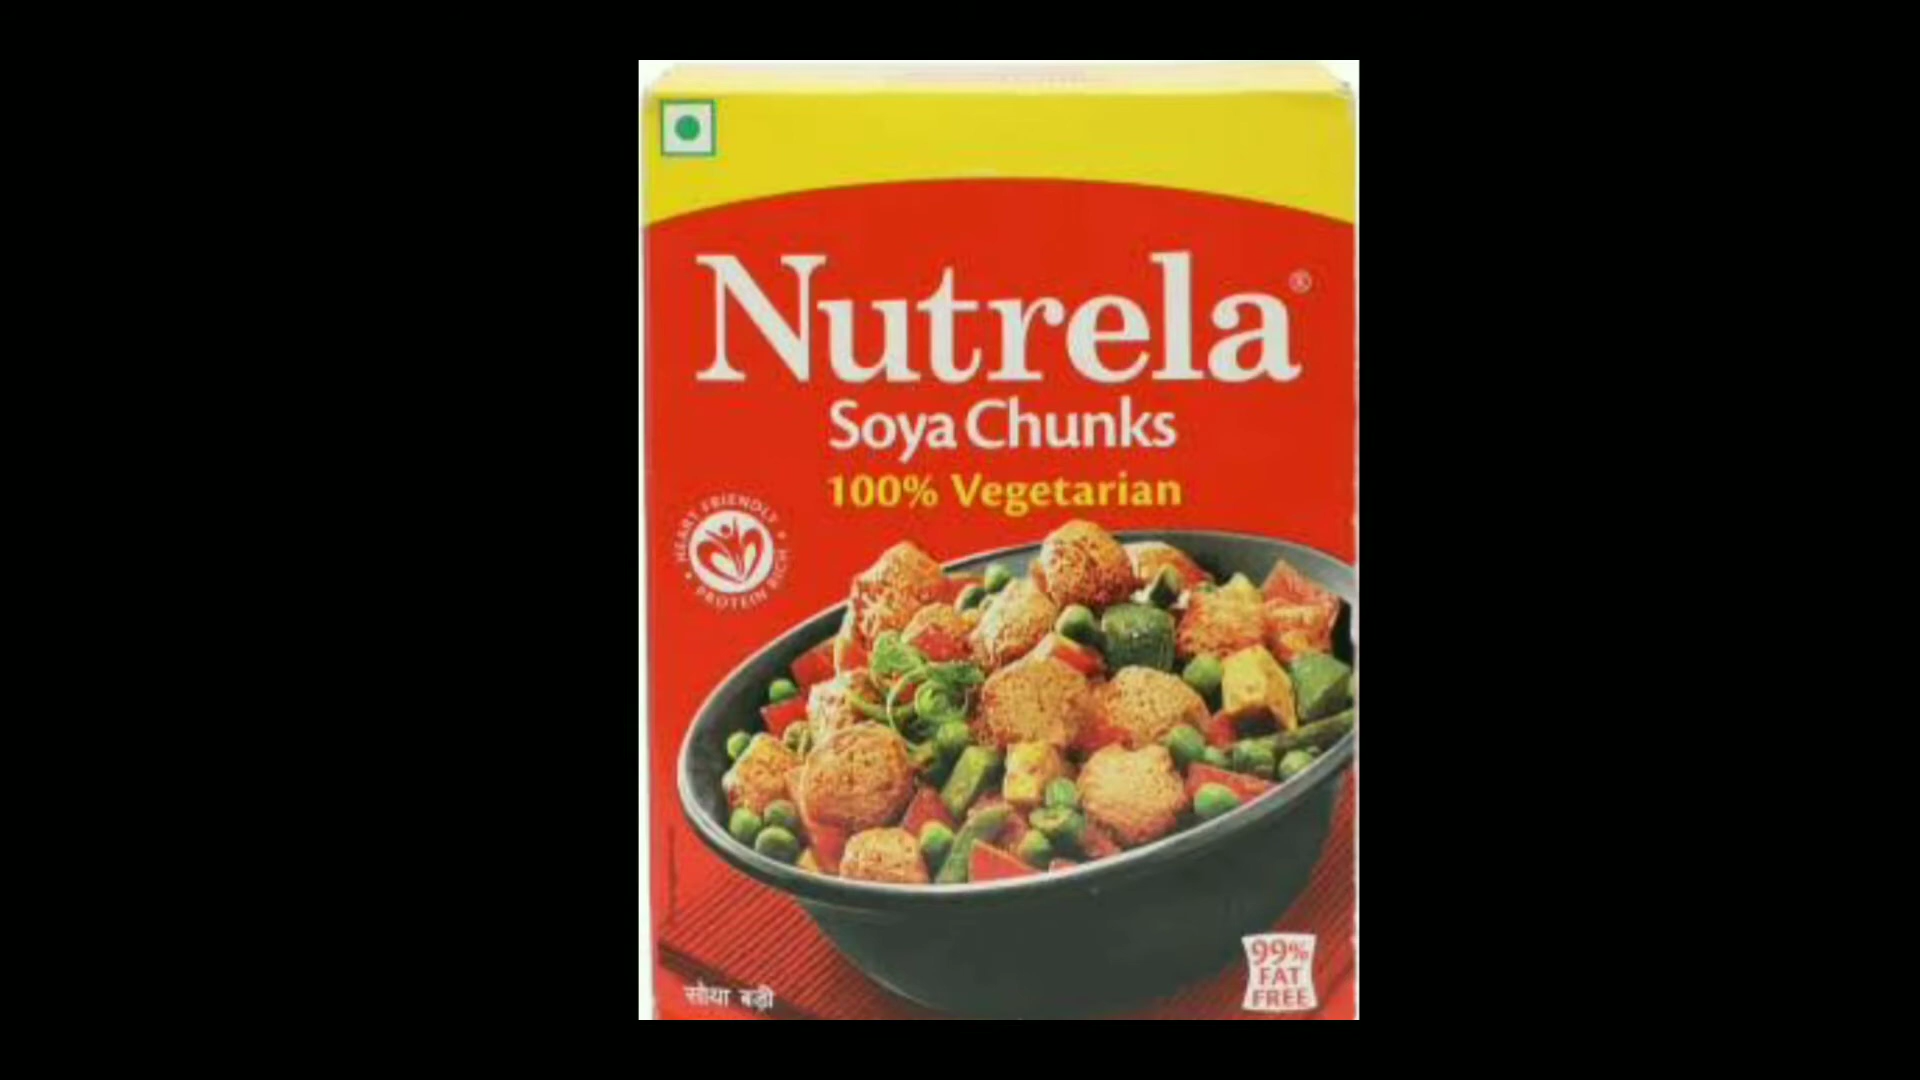 Nutrela®
Soya Chunks
100% Vegetarian
HEART FRIENDLY
PROTEIN RICH
99%
FAT
FREE
सोया बड़ी